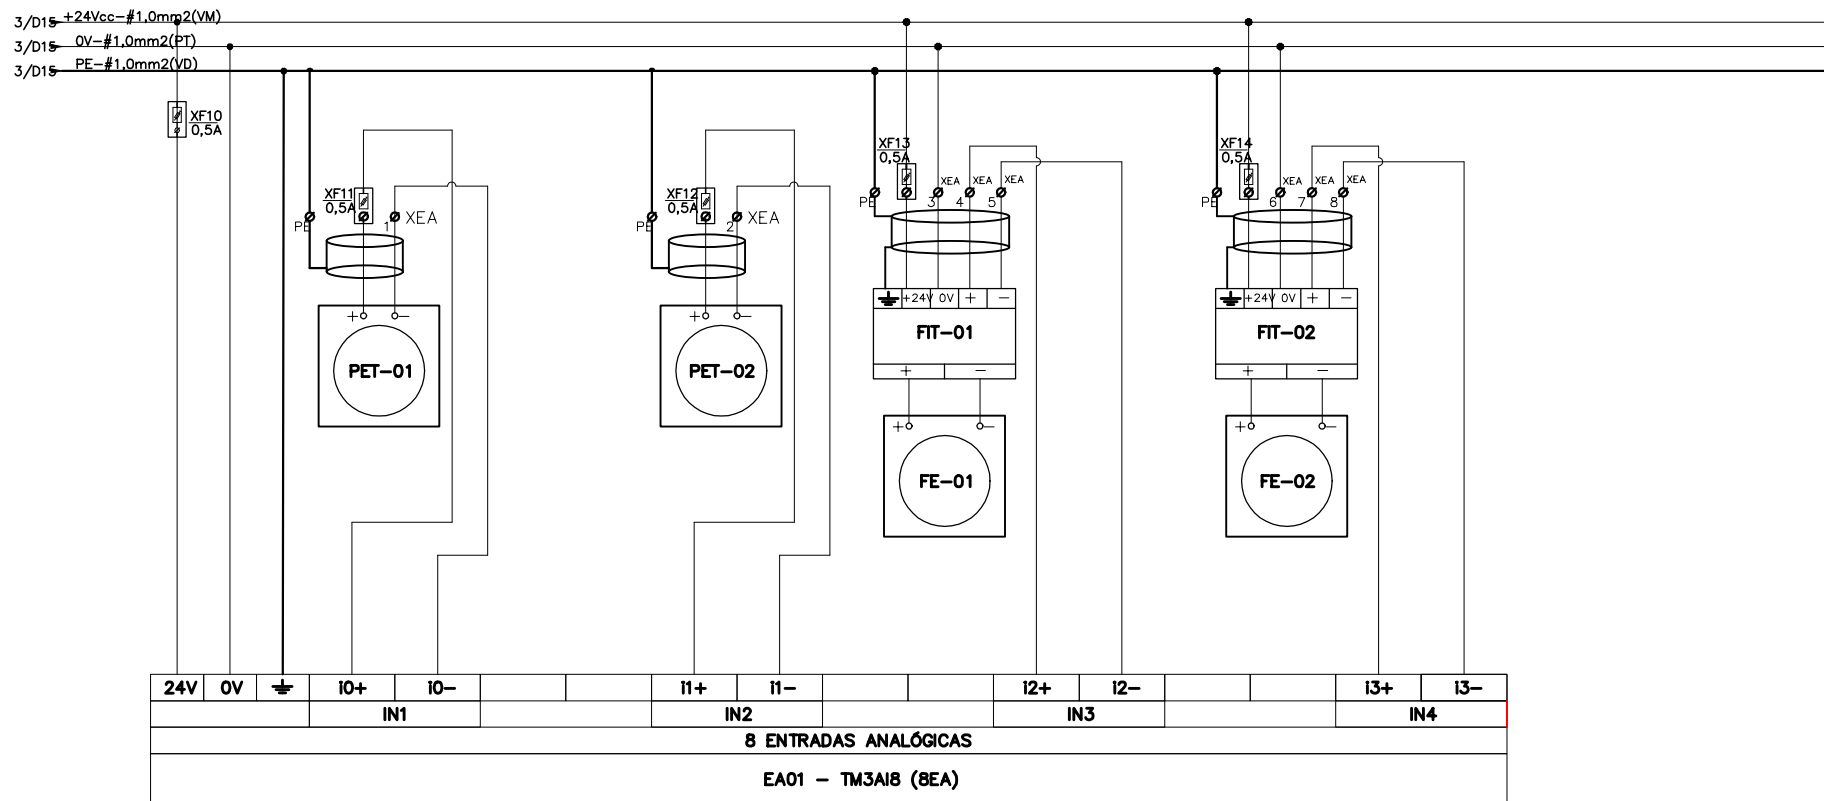 3/D15 +24Vcc-#1,0mm2(VM)
3/D15 0V-#1,0mm2(PT)
3/D15 PE-#1,0mm2(VD)
XF10
0,5A
XF13
0,5A
XF14
0,5A
XF11
0,5A
XF12
0,5A
XEA XEA XEA
XEA XEA XEA
PE 3 4 5
PE 6 7 8
PE 1 XEA
PE 2 XEA
+24V 0V + -
+24V 0V + -
+ -
+ -
FIT-01
FIT-02
PET-01
PET-02
+ -
+ -
+ -
+ -
FE-01
FE-02
24V 0V i0+ i0- i1+ i1- i2+ i2- i3+ i3-
IN1 IN2 IN3 IN4
8 ENTRADAS ANALÓGICAS
EA01 - TM3AI8 (8EA)